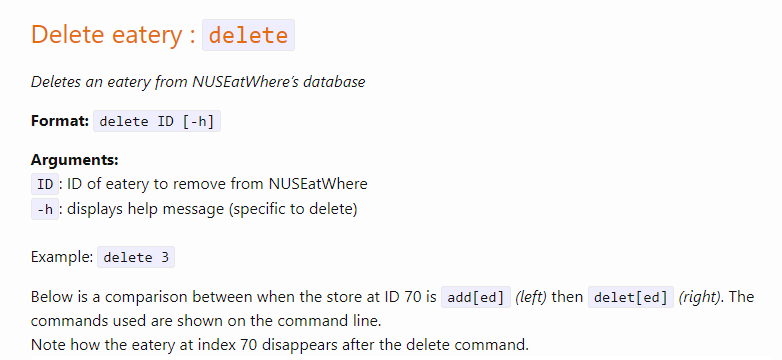 Delete eatery : delete
Deletes an eatery from NUSEatWhere’s database
Format: delete ID [-h]
Arguments:
ID : ID of eatery to remove from NUSEatWhere
-h : displays help message (specific to delete)
Example: delete 3
Below is a comparison between when the store at ID 70 is add[ed] (left) then delet[ed] (right). The
commands used are shown on the command line.
Note how the eatery at index 70 disappears after the delete command.